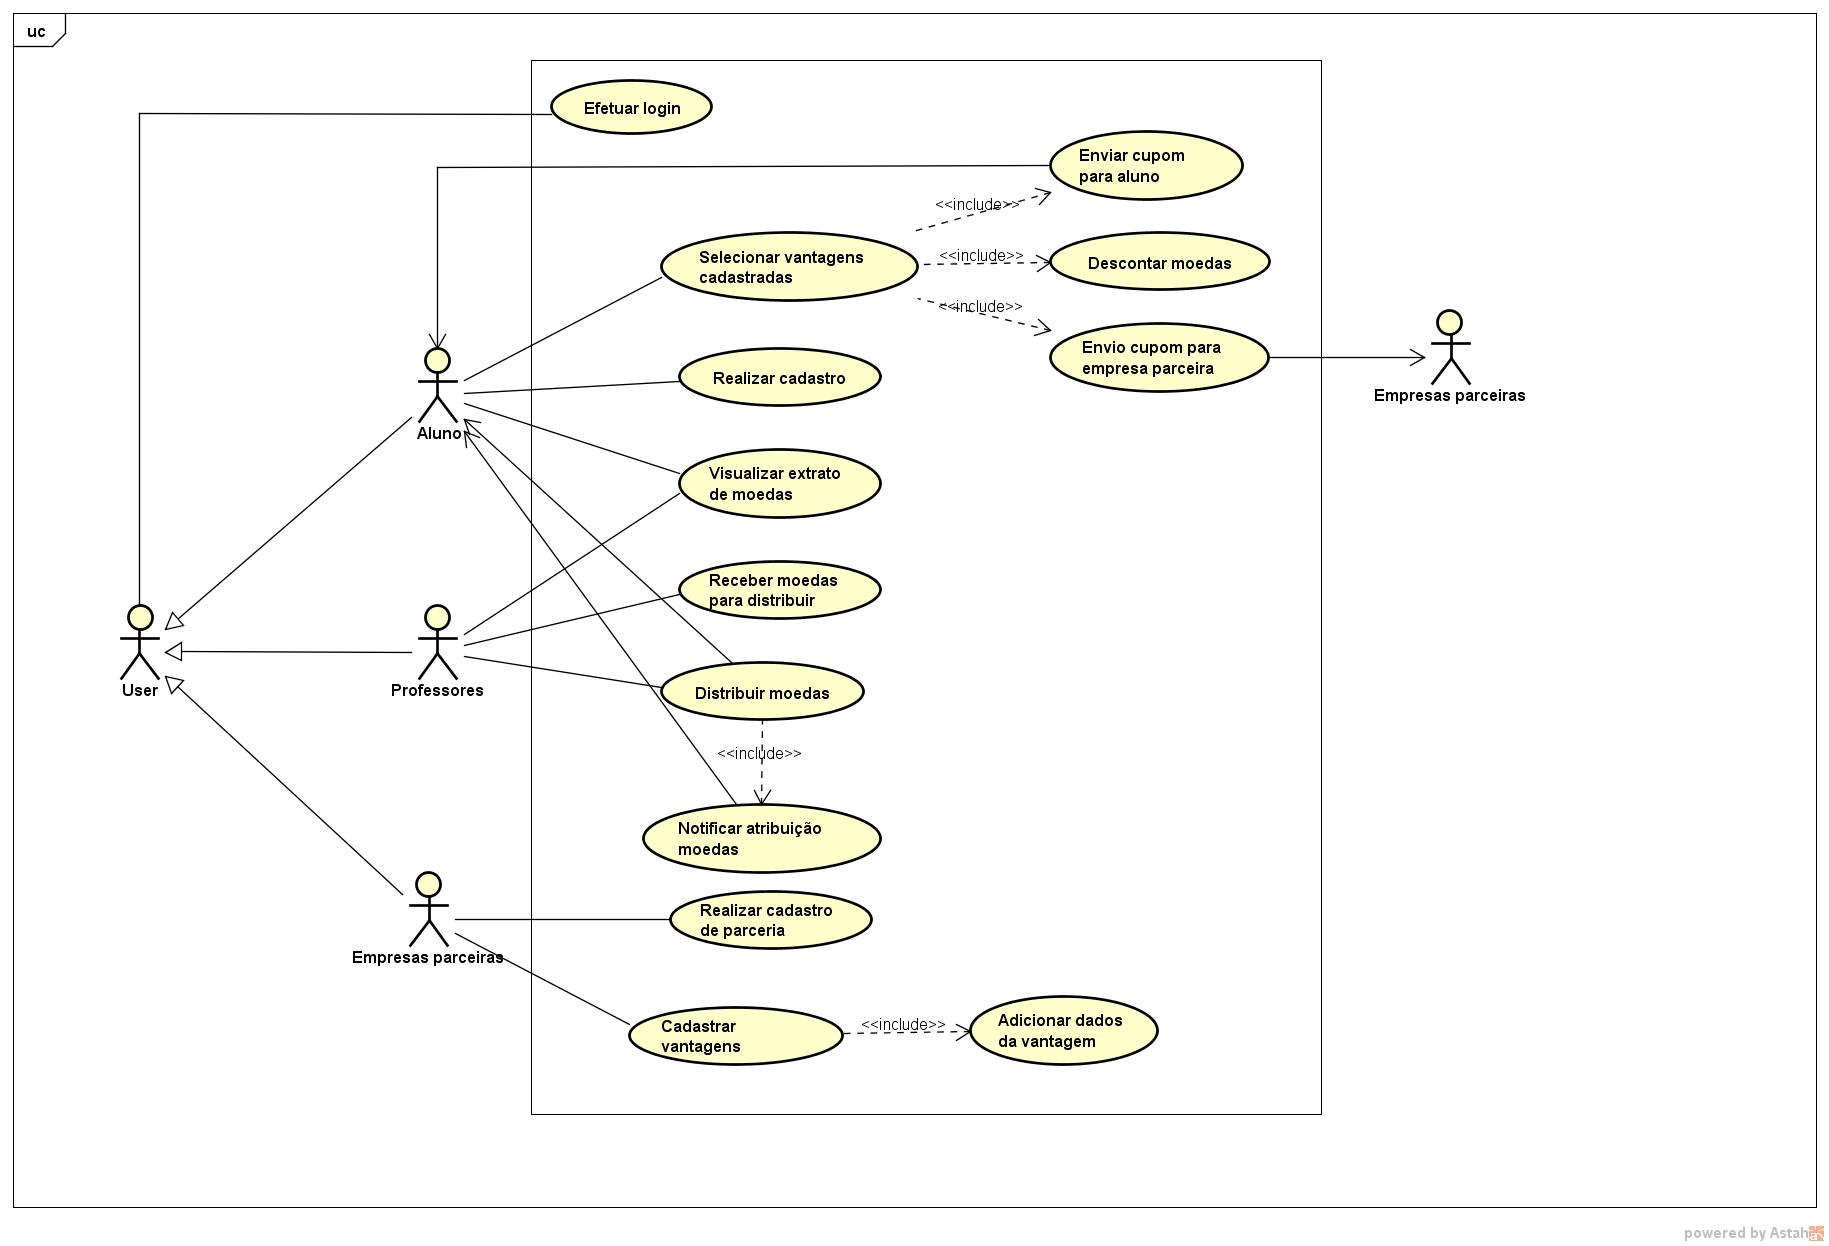 uc
Efetuar login
Enviar cupom
para aluno
<<include>>
Selecionar vantagens
cadastradas
<<include>>
Descontar moedas
<<include>>
Envio cupom para
empresa parceira
Empresas parceiras
Realizar cadastro
Aluno
Visualizar extrato
de moedas
Receber moedas
para distribuir
User
Professores
Distribuir moedas
<<include>>
Notificar atribuição
moedas
Realizar cadastro
de parceria
Empresas parceiras
Cadastrar
vantagens
<<include>>
Adicionar dados
da vantagem
powered by Astah